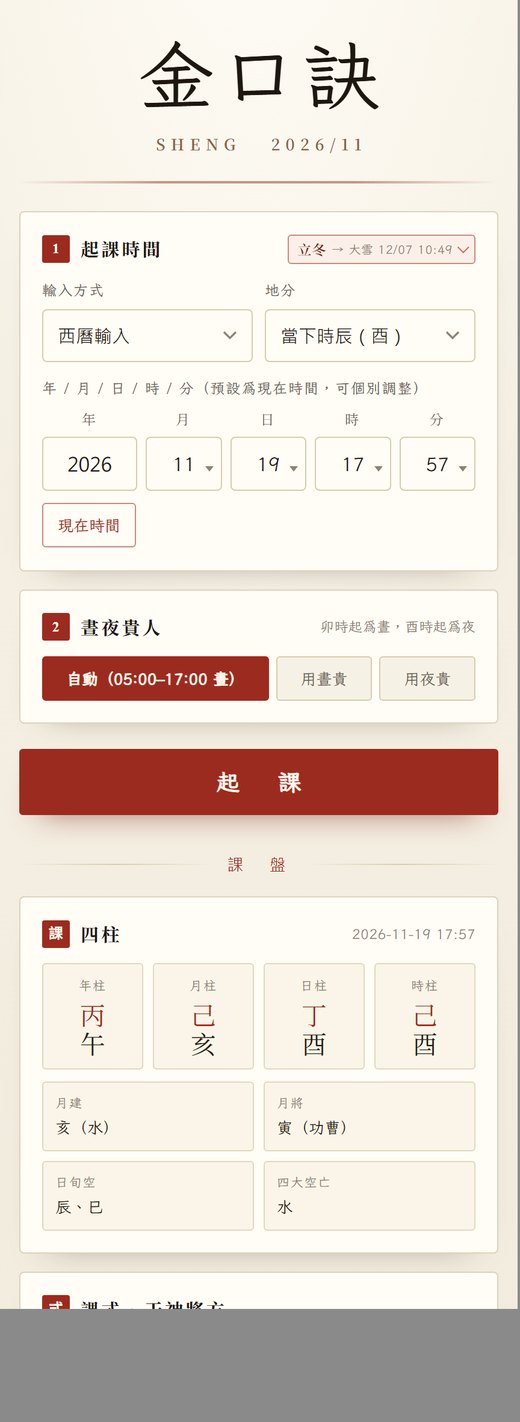 金口訣
SHENG 2026/11
1 起課時間
立冬 → 大雪 12/07 10:49
輸入方式 地分
西曆輸入 當下時辰 ( 酉 )
年 / 月 / 日 / 時 / 分（預設爲現在時間，可個別調整）
年 月 日 時 分
2026 11 19 17 57
現在時間
2 晝夜貴人 卯時起爲晝，酉時起爲夜
自動（05:00–17:00 晝） 用晝貴 用夜貴
起 課
課 盤
課 四柱 2026-11-19 17:57
年柱 月柱 日柱 時柱
丙 己 丁 己
午 亥 酉 酉
月建 月將
亥（水） 寅（功曹）
日旬空 四大空亡
辰、巳 水